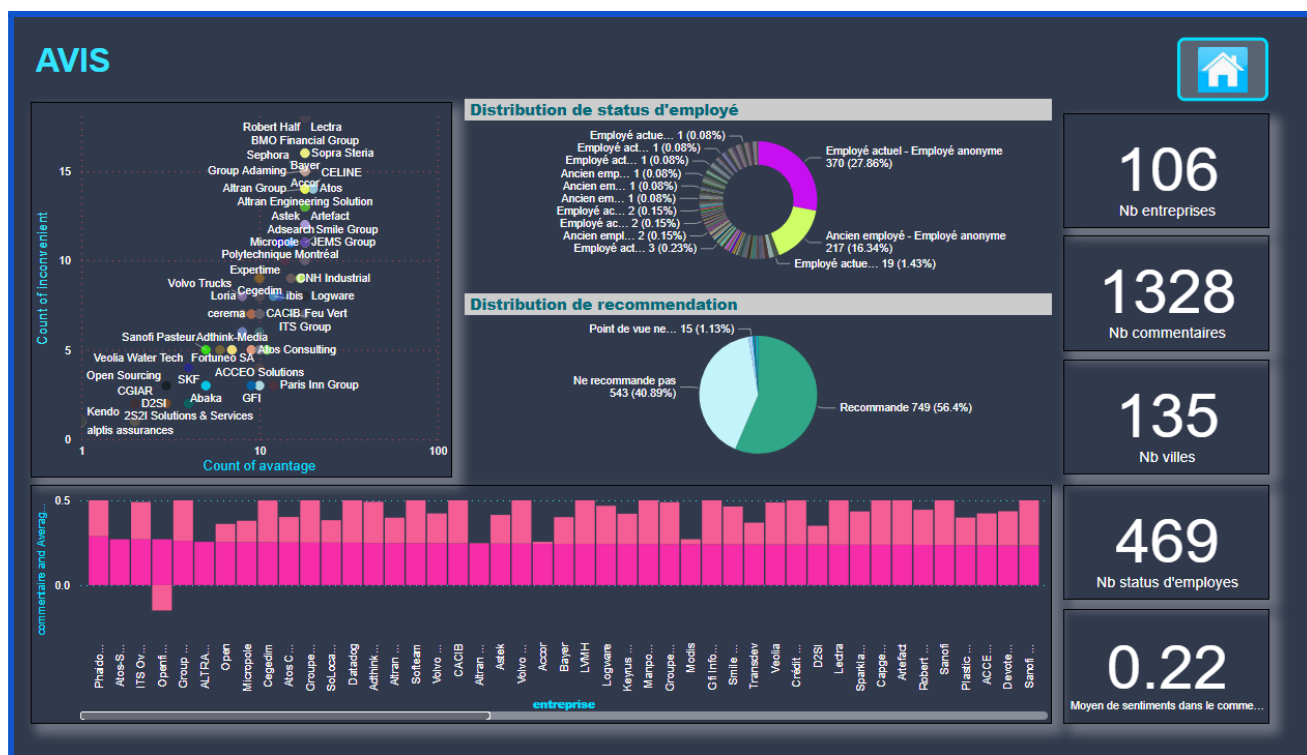 AVIS
Robert Half Lectra
BMO Financial Group
Sephora Sopra Steria
Bayer
Group Adaming CELINE
Accor
Altran Group Atos
Altran Engineering Solution
Astek Artefact
Adsearch Smile Group
Micropole JEMS Group
Polytechnique Montréal
Expertime
CNH Industrial
Volvo Trucks
Cegedim
Loria ibis Logware
cerema CACIB Feu Vert
ITS Group
Sanofi Pasteur Adthink-Media
Atos Consulting
Veolia Water Tech Fortuneo SA
Open Sourcing SKF ACCEO Solutions
Paris Inn Group
CGIAR
D2SI Abaka GFI
Kendo 2S2I Solutions & Services
alptis assurances
15
10
5
0
1 10 100
Count of inconvenient
Count of avantage
Distribution de status d'employé
Employé actue... 1 (0.08%)
Employé act... 1 (0.08%)
Employé act... 1 (0.08%)
Ancien emp... 1 (0.08%)
Ancien em... 1 (0.08%)
Ancien em... 1 (0.08%)
Employé ac... 2 (0.15%)
Employé ac... 2 (0.15%)
Ancien empl... 2 (0.15%)
Employé act... 3 (0.23%)
Employé actuel - Employé anonyme
370 (27.86%)
Ancien employé - Employé anonyme
217 (16.34%)
Employé actue... 19 (1.43%)
Distribution de recommendation
Point de vue ne... 15 (1.13%)
Ne recommande pas
543 (40.89%)
Recommande 749 (56.4%)
106
Nb entreprises
1328
Nb commentaires
135
Nb villes
469
Nb status d'employes
0.22
Moyen de sentiments dans le comme...
commertaire and Averag...
0.5
0.0
Phaido...
Atos-S...
ITS Ov...
Openfi...
Group ...
ALTRA...
Open
Micropole
Cegedim
Atos C...
Groupe...
SoLoca...
Datadog
Adthink ...
Altran ...
Softeam
Volvo ...
CACIB
Altran ...
Astek
Volvo ...
Accor
Bayer
LVMH
Logware
Keyrus ...
Manpo...
Groupe...
Modis
Gfi Info...
Smile ...
Transdev
Veolia
Crédit ...
D2SI
Lectra
Sparkla...
Capge...
Artefact
Robert ...
Sanofi
Plastic ...
ACCE...
Devote...
Sanofi ...
entreprise